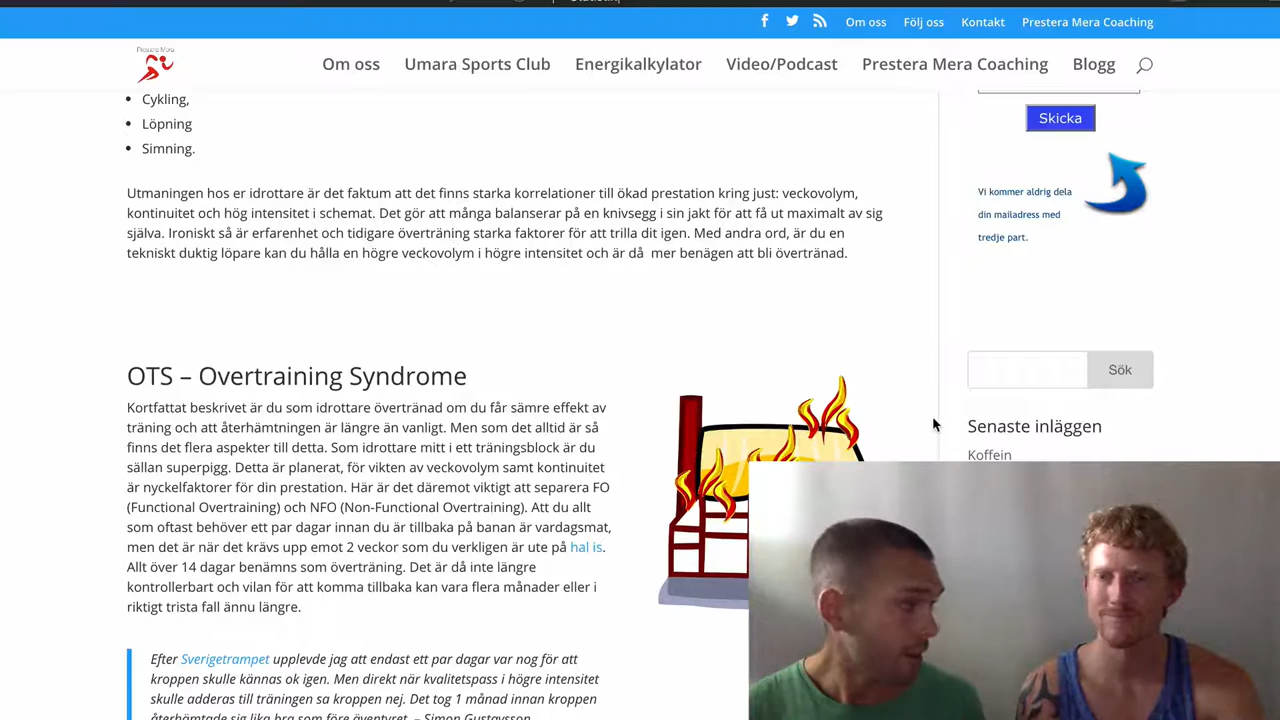 Om oss Följ oss Kontakt Prestera Mera Coaching
Prestera Mera
Om oss Umara Sports Club Energikalkylator Video/Podcast Prestera Mera Coaching Blogg
Cykling,
Löpning
Simning.
Utmaningen hos er idrottare är det faktum att det finns starka korrelationer till ökad prestation kring just: veckovolym,
kontinuitet och hög intensitet i schemat. Det gör att många balanserar på en knivsegg i sin jakt för att få ut maximalt av sig
själva. Ironiskt så är erfarenhet och tidigare överträning starka faktorer för att trilla dit igen. Med andra ord, är du en
tekniskt duktig löpare kan du hålla en högre veckovolym i högre intensitet och är då mer benägen att bli övertränad.
OTS – Overtraining Syndrome
Kortfattat beskrivet är du som idrottare övertränad om du får sämre effekt av
träning och att återhämtningen är längre än vanligt. Men som det alltid är så
finns det flera aspekter till detta. Som idrottare mitt i ett träningsblock är du
sällan superpigg. Detta är planerat, för vikten av veckovolym samt kontinuitet
är nyckelfaktorer för din prestation. Här är det däremot viktigt att separera FO
(Functional Overtraining) och NFO (Non-Functional Overtraining). Att du allt
som oftast behöver ett par dagar innan du är tillbaka på banan är vardagsmat,
men det är när det krävs upp emot 2 veckor som du verkligen är ute på hal is.
Allt över 14 dagar benämns som överträning. Det är då inte längre
kontrollerbart och vilan för att komma tillbaka kan vara flera månader eller i
riktigt trista fall ännu längre.
Efter Sverigetrampet upplevde jag att endast ett par dagar var nog för att
kroppen skulle kännas ok igen. Men direkt när kvalitetspass i högre intensitet
skulle adderas till träningen sa kroppen nej. Det tog 1 månad innan kroppen
återhämtade sig lika bra som före äventyret. – Simon Gustavsson
Skicka
Vi kommer aldrig dela
din mailadress med
tredje part.
Sök
Senaste inläggen
Koffein